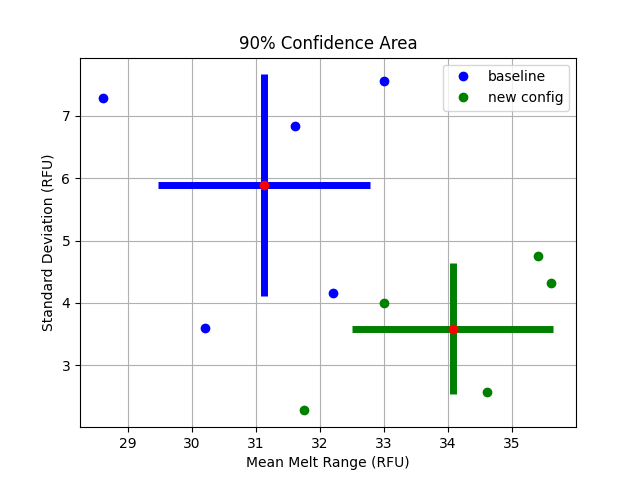 90% Confidence Area
baseline
new config
7
6
5
4
3
Standard Deviation (RFU)
29 30 31 32 33 34 35
Mean Melt Range (RFU)